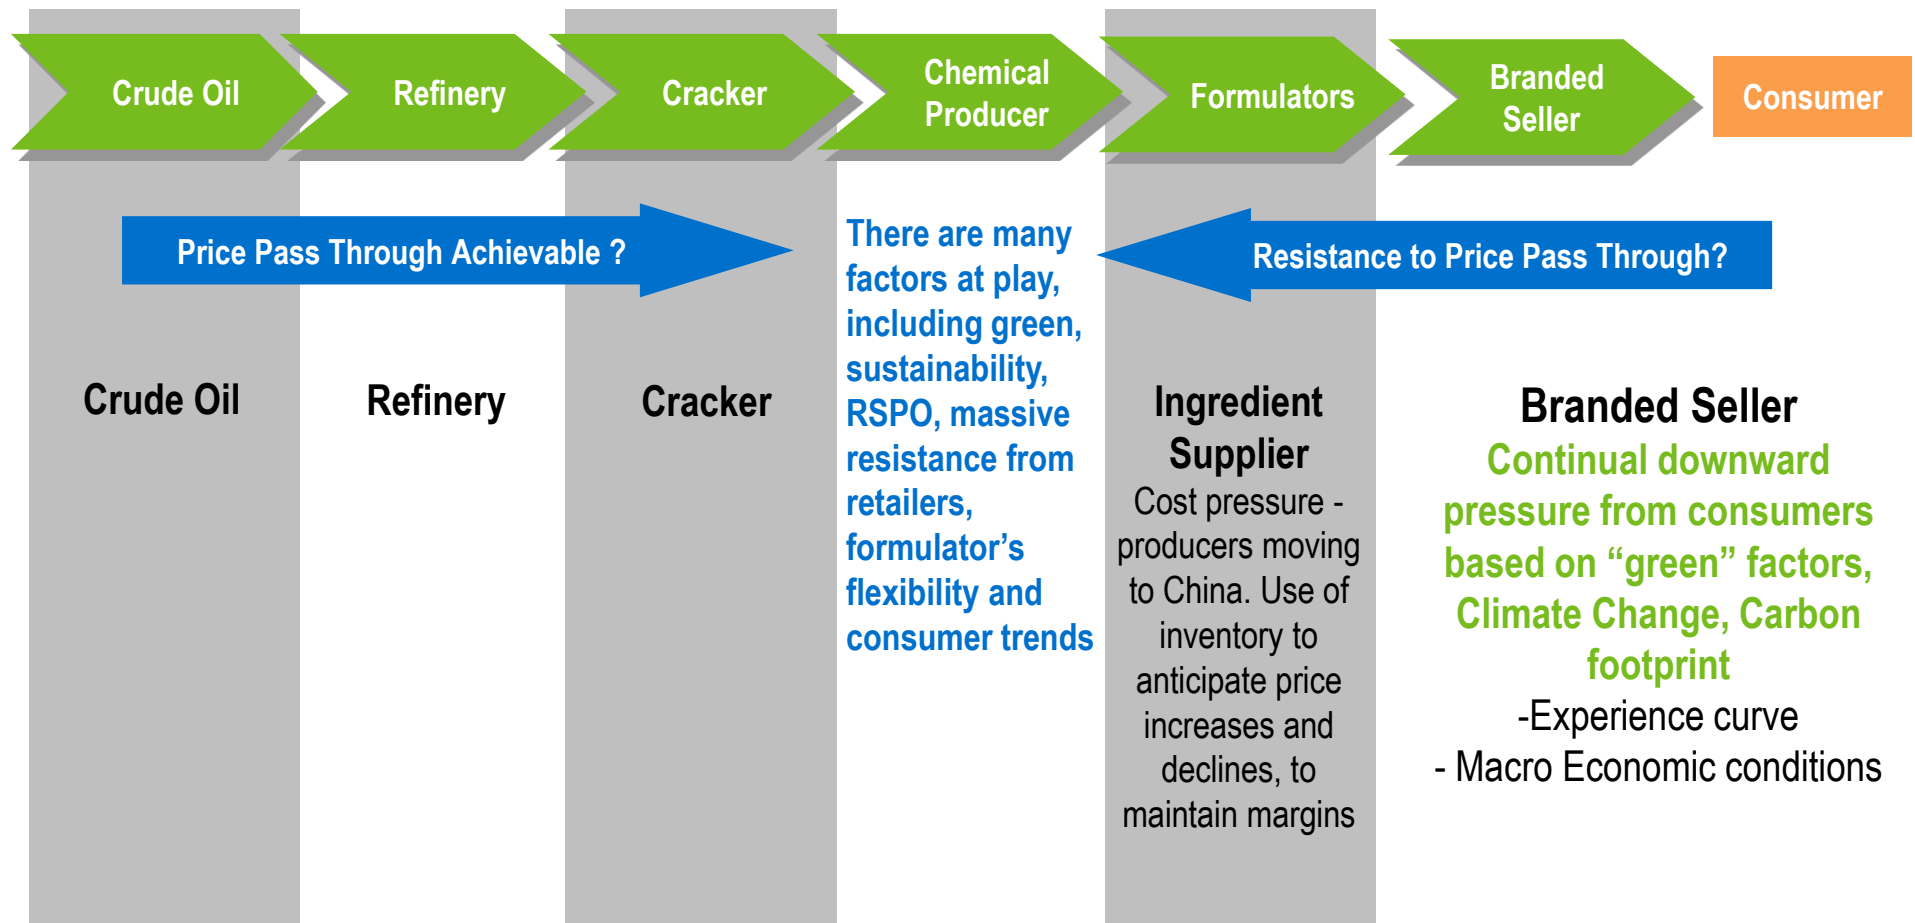 Crude Oil
Refinery
Cracker
Chemical
Producer
Formulators
Branded
Seller
Consumer
Price Pass Through Achievable ?
Resistance to Price Pass Through?
Crude Oil
Refinery
Cracker
There are many
factors at play,
including green,
sustainability,
RSPO, massive
resistance from
retailers,
formulator’s
flexibility and
consumer trends
Ingredient
Supplier
Cost pressure -
producers moving
to China. Use of
inventory to
anticipate price
increases and
declines, to
maintain margins
Branded Seller
Continual downward
pressure from consumers
based on “green” factors,
Climate Change, Carbon
footprint
-Experience curve
- Macro Economic conditions